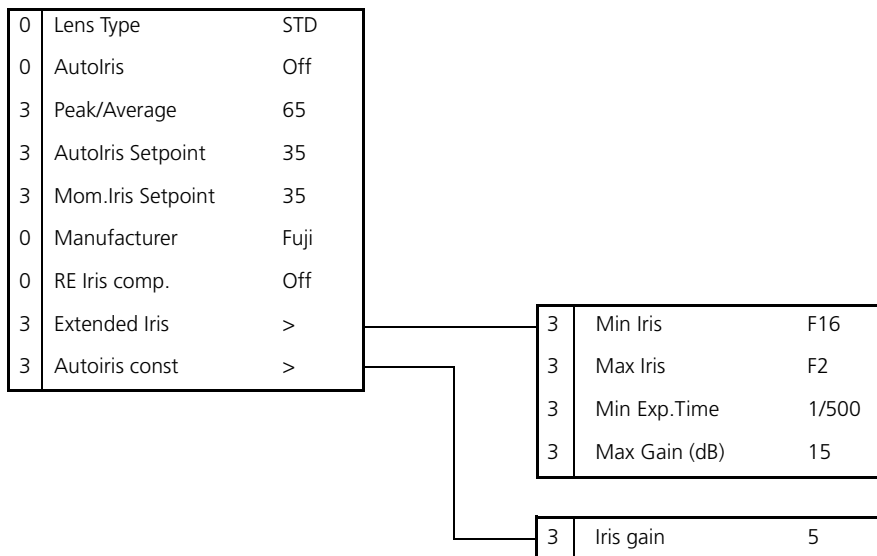 0 Lens Type STD
0 AutoIris Off
3 Peak/Average 65
3 AutoIris Setpoint 35
3 Mom.Iris Setpoint 35
0 Manufacturer Fuji
0 RE Iris comp. Off
3 Extended Iris >
3 Autoiris const >
3 Min Iris F16
3 Max Iris F2
3 Min Exp.Time 1/500
3 Max Gain (dB) 15
3 Iris gain 5